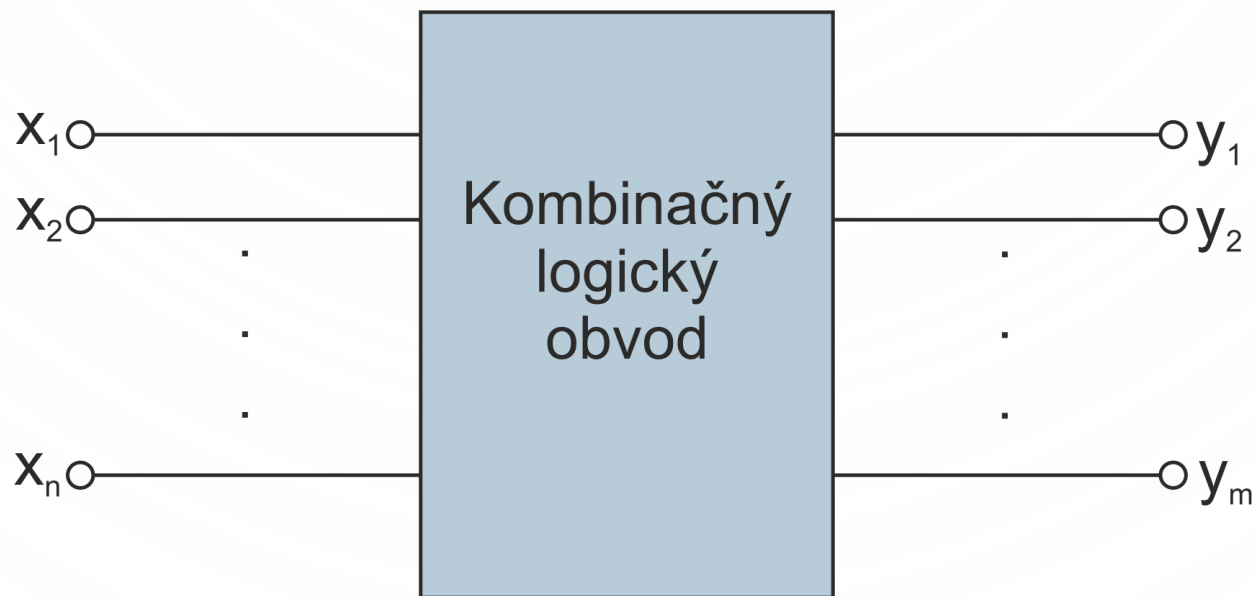 x₁
x₂
xₙ
Kombinačný
logický
obvod
y₁
y₂
yₘ